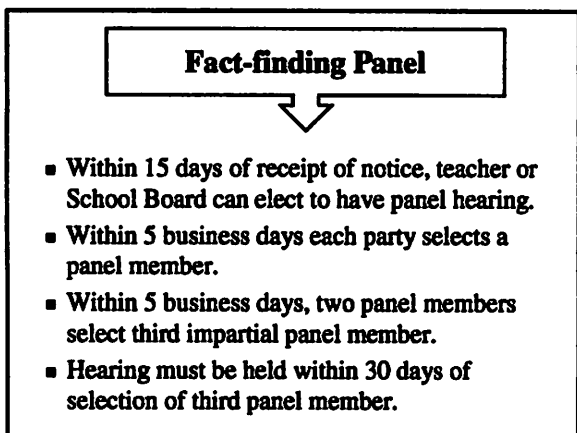 Fact-finding Panel
▪ Within 15 days of receipt of notice, teacher or
School Board can elect to have panel hearing.
▪ Within 5 business days each party selects a
panel member.
▪ Within 5 business days, two panel members
select third impartial panel member.
▪ Hearing must be held within 30 days of
selection of third panel member.